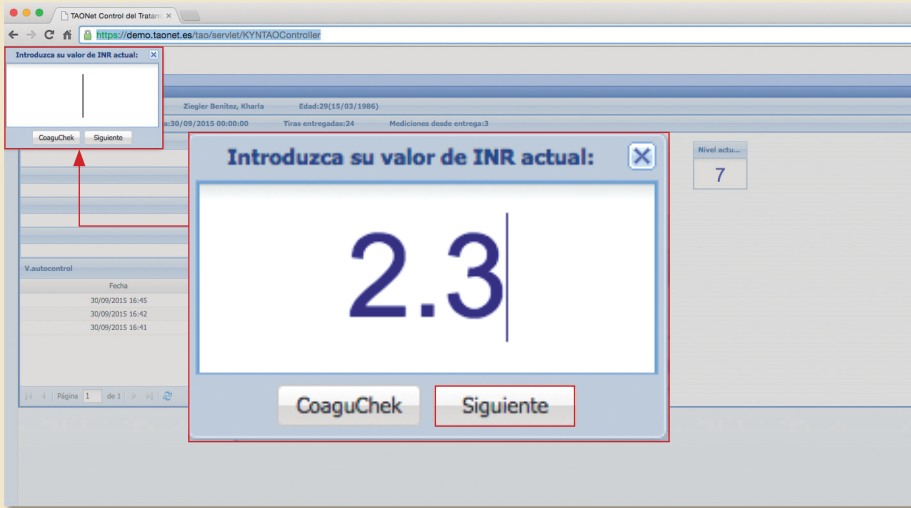 TAONet Control del Tratam
https://demo.taonet.es/tao/servlet/KYNTAOController
Introduzca su valor de INR actual:
CoaguChek Siguiente
Ziegler Benítez, Kharla Edad:29(15/03/1986)
a:30/09/2015 00:00:00 Tiras entregadas:24 Mediciones desde entrega:3
Introduzca su valor de INR actual:
2.3
CoaguChek Siguiente
Nivel actu...
7
V.autocontrol
Fecha
30/09/2015 16:45
30/09/2015 16:42
30/09/2015 16:41
Página 1 de 1